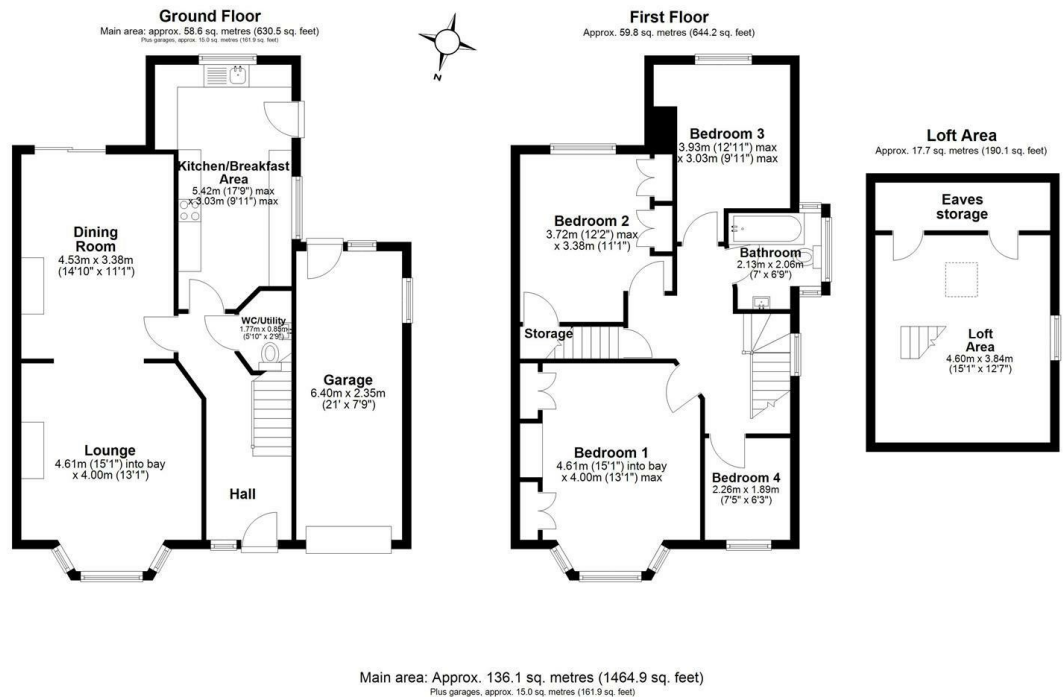 Ground Floor
Main area: approx. 58.6 sq. metres (630.5 sq. feet)
Plus garages, approx. 15.0 sq. metres (161.9 sq. feet)
N
Kitchen/Breakfast
Area
5.42m (17'9") max
x 3.03m (9'11") max
Dining
Room
4.53m x 3.38m
(14'10" x 11'1")
WC/Utility
1.77m x 0.85m
(5'10" x 2'9")
Garage
6.40m x 2.35m
(21' x 7'9")
Lounge
4.61m (15'1") into bay
x 4.00m (13'1")
Hall
First Floor
Approx. 59.8 sq. metres (644.2 sq. feet)
Bedroom 3
3.93m (12'11") max
x 3.03m (9'11") max
Bedroom 2
3.72m (12'2") max
x 3.38m (11'1")
Bathroom
2.13m x 2.06m
(7' x 6'9")
Storage
Bedroom 1
4.61m (15'1") into bay
x 4.00m (13'1") max
Bedroom 4
2.26m x 1.89m
(7'5" x 6'3")
Loft Area
Approx. 17.7 sq. metres (190.1 sq. feet)
Eaves
storage
Loft
Area
4.60m x 3.84m
(15'1" x 12'7")
Main area: Approx. 136.1 sq. metres (1464.9 sq. feet)
Plus garages, approx. 15.0 sq. metres (161.9 sq. feet)